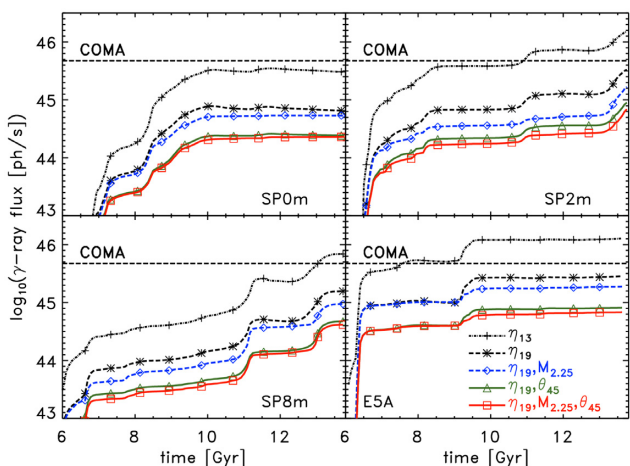 46
45
44
43
COMA
SP0m
COMA
SP2m
46
45
44
43
COMA
SP8m
COMA
E5A
η13
η19
η19,M2.25
η19,θ45
η19,M2.25,θ45
log10(γ-ray flux [ph/s]
6 8 10 12 6
8 10 12
time [Gyr]
time [Gyr]